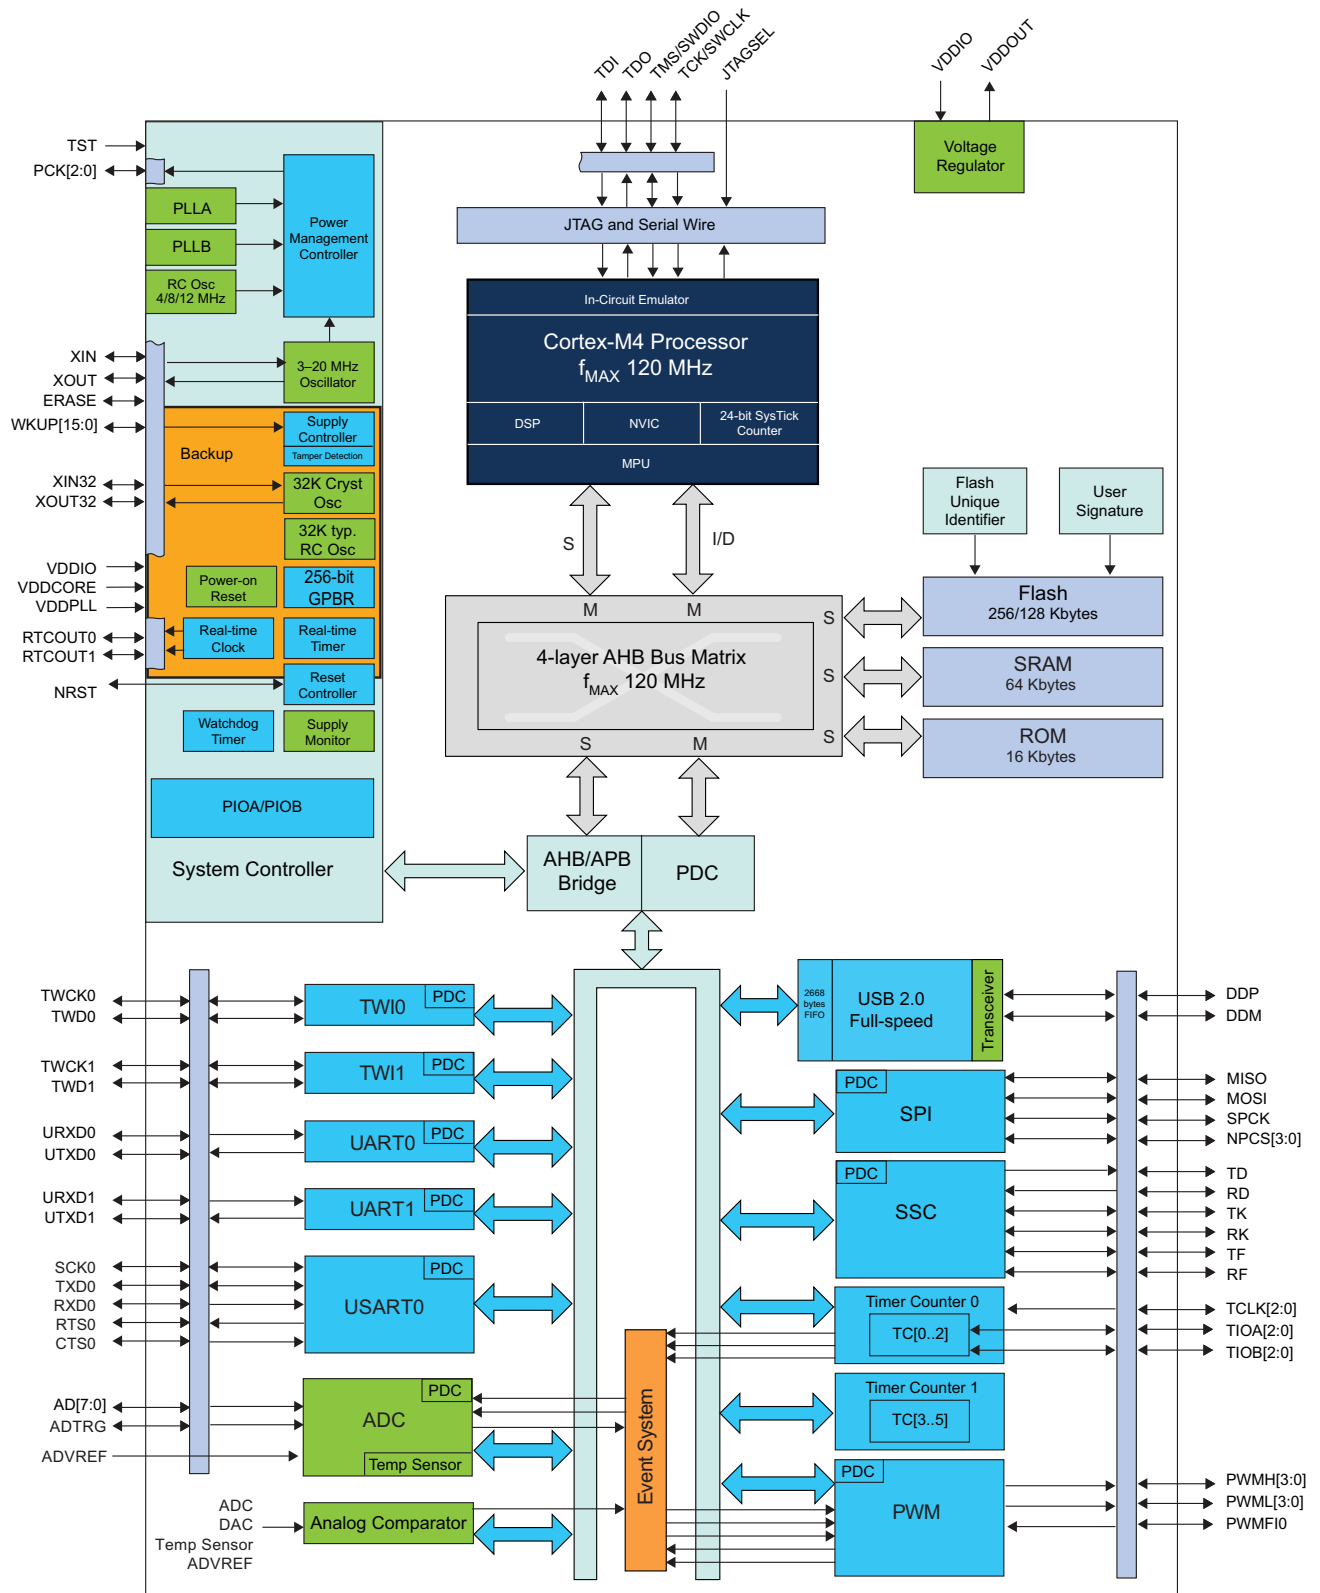 TDI
TDO
TMS/SWDIO
TCK/SWCLK
JTAGSEL
VDDIO
VDDOUT
TST
PCK[2:0]
PLLA
PLLB
RC Osc
4/8/12 MHz
Power
Management
Controller
Voltage
Regulator
JTAG and Serial Wire
In-Circuit Emulator
Cortex-M4 Processor
fMAX 120 MHz
DSP
NVIC
24-bit SysTick
Counter
MPU
XIN
XOUT
ERASE
WKUP[15:0]
XIN32
XOUT32
VDDIO
VDDCORE
VDDPLL
RTCOUT0
RTCOUT1
NRST
3–20 MHz
Oscillator
Backup
Supply
Controller
Tamper Detection
32K Cryst
Osc
32K typ.
RC Osc
Power-on
Reset
256-bit
GPBR
Real-time
Clock
Real-time
Timer
Reset
Controller
Watchdog
Timer
Supply
Monitor
PIOA/PIOB
System Controller
S
I/D
M
M
4-layer AHB Bus Matrix
fMAX 120 MHz
S
S
S
S
M
Flash
Unique
Identifier
User
Signature
Flash
256/128 Kbytes
SRAM
64 Kbytes
ROM
16 Kbytes
AHB/APB
Bridge
PDC
TWCK0
TWD0
TWCK1
TWD1
URXD0
UTXD0
URXD1
UTXD1
SCK0
TXD0
RXD0
RTS0
CTS0
AD[7:0]
ADTRG
ADVREF
ADC
DAC
Temp Sensor
ADVREF
PDC
TWI0
PDC
TWI1
PDC
UART0
PDC
UART1
PDC
USART0
PDC
ADC
Temp Sensor
Analog Comparator
Event System
2668
bytes
FIFO
USB 2.0
Full-speed
Transceiver
PDC
SPI
PDC
SSC
Timer Counter 0
TC[0..2]
Timer Counter 1
TC[3..5]
PDC
PWM
DDP
DDM
MISO
MOSI
SPCK
NPCS[3:0]
TD
RD
TK
RK
TF
RF
TCLK[2:0]
TIOA[2:0]
TIOB[2:0]
PWMH[3:0]
PWML[3:0]
PWMFI0